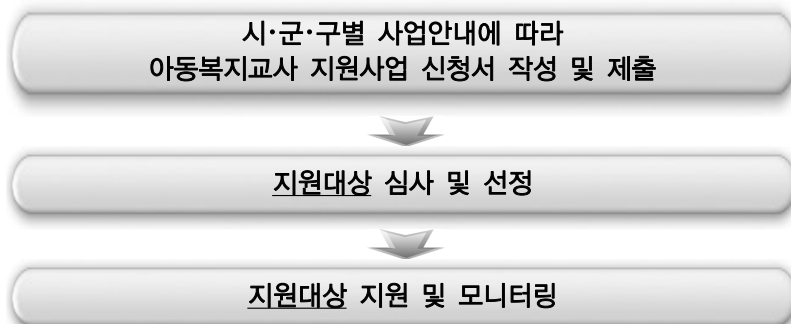 시·군·구별 사업안내에 따라
아동복지교사 지원사업 신청서 작성 및 제출
지원대상 심사 및 선정
지원대상 지원 및 모니터링